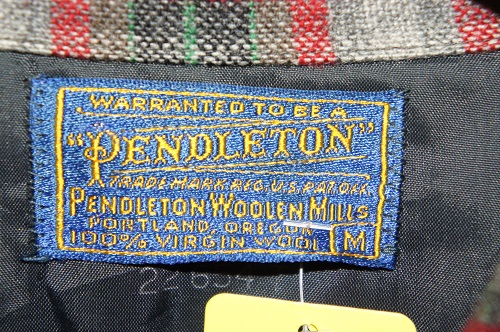 WARRANTED TO BE A
"PENDLETON"
TRADE MARK REG. U.S. PAT. OFF.
PENDLETON WOOLEN MILLS
PORTLAND, OREGON
100% VIRGIN WOOL M